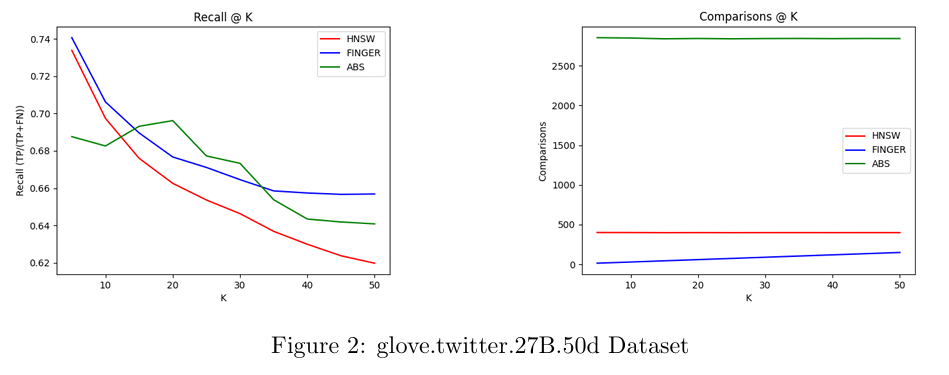 Recall @ K
Recall (TP/(TP+FN))
0.74
0.72
0.70
0.68
0.66
0.64
0.62
HNSW
FINGER
ABS
10 20 30 40 50
K
Comparisons @ K
Comparisons
2500
2000
1500
1000
500
0
HNSW
FINGER
ABS
10 20 30 40 50
K
Figure 2: glove.twitter.27B.50d Dataset